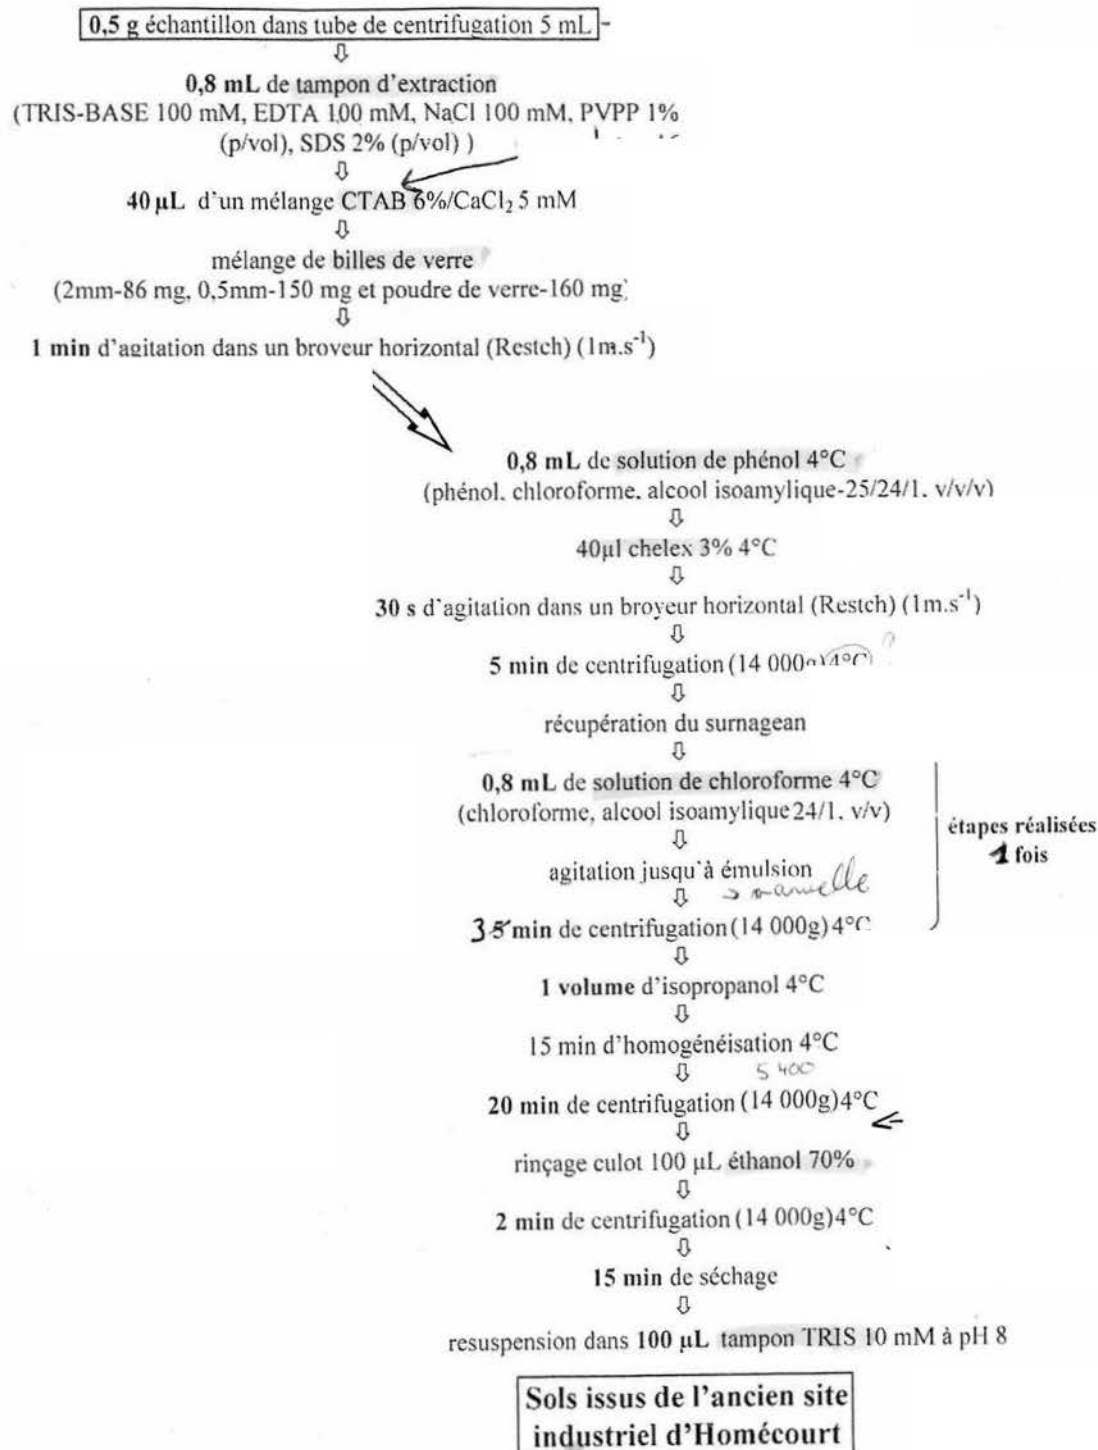 0,5 g échantillon dans tube de centrifugation 5 mL
0,8 mL de tampon d'extraction
(TRIS-BASE 100 mM, EDTA 100 mM, NaCl 100 mM, PVPP 1%
(p/vol), SDS 2% (p/vol) )
40 µL d'un mélange CTAB 6%/CaCl₂ 5 mM
mélange de billes de verre
(2mm-86 mg, 0,5mm-150 mg et poudre de verre-160 mg)
1 min d'agitation dans un broyeur horizontal (Restch) (1m.s⁻¹)
0,8 mL de solution de phénol 4°C
(phénol, chloroforme, alcool isoamylique-25/24/1, v/v/v)
40µl chelex 3% 4°C
30 s d'agitation dans un broyeur horizontal (Restch) (1m.s⁻¹)
5 min de centrifugation (14 000g) 4°C ?
récupération du surnagean
0,8 mL de solution de chloroforme 4°C
(chloroforme, alcool isoamylique 24/1, v/v)
étapes réalisées
1 fois
agitation jusqu'à émulsion
→ manuelle
3 5 min de centrifugation (14 000g) 4°C
1 volume d'isopropanol 4°C
15 min d'homogénéisation 4°C
5 400
20 min de centrifugation (14 000g) 4°C
rinçage culot 100 µL éthanol 70%
2 min de centrifugation (14 000g) 4°C
15 min de séchage
resuspension dans 100 µL tampon TRIS 10 mM à pH 8
Sols issus de l'ancien site
industriel d'Homécourt